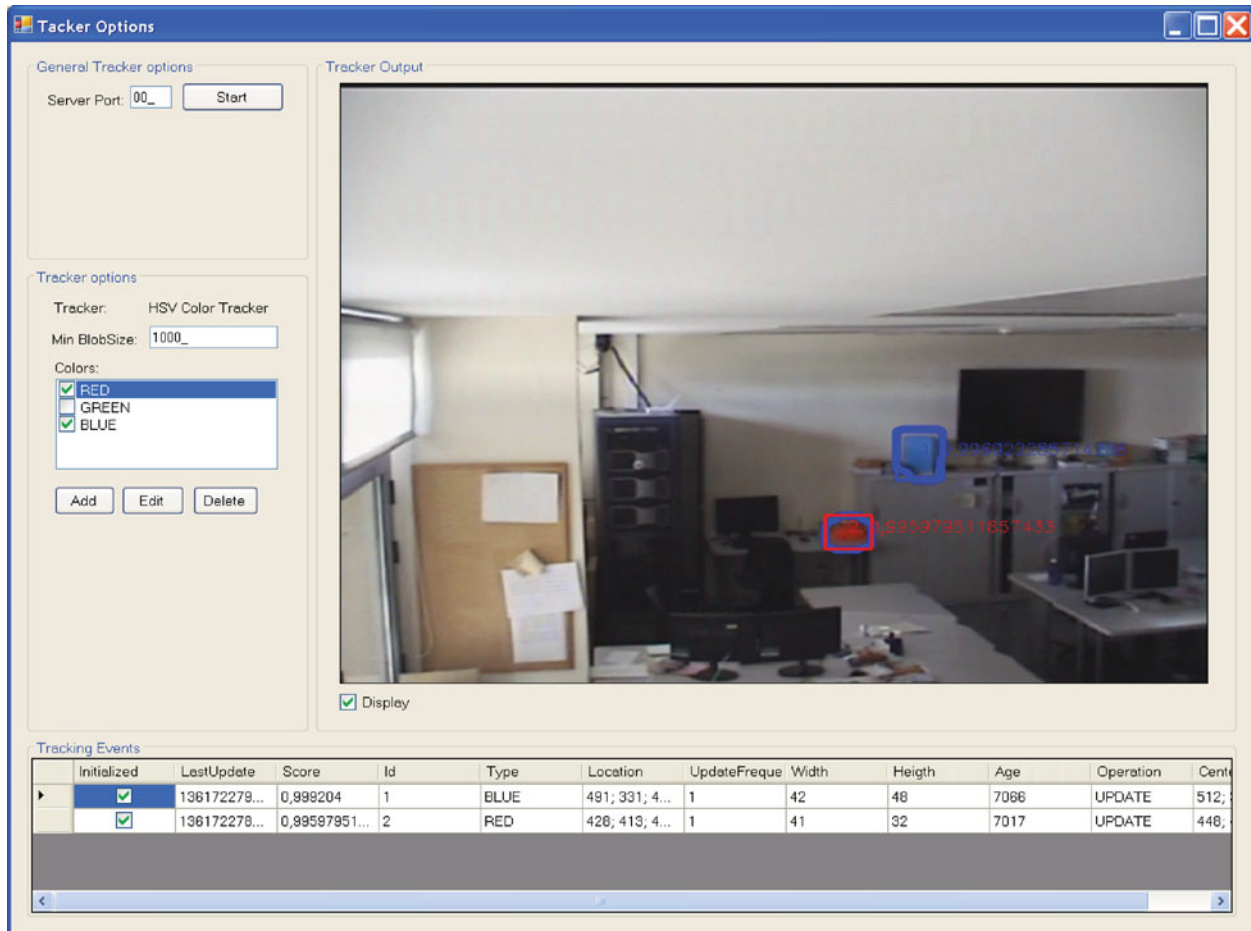 Tacker Options
General Tracker options
Server Port: 00_ Start
Tracker options
Tracker: HSV Color Tracker
Min BlobSize: 1000_
Colors:
RED
GREEN
BLUE
Add Edit Delete
Tracker Output
Display
Tracking Events
Initialized LastUpdate Score Id Type Location UpdateFreque Width Heigth Age Operation Cente
136172279... 0,999204 1 BLUE 491; 331; 4... 1 42 48 7066 UPDATE 512;
136172278... 0,99597951... 2 RED 428; 413; 4... 1 41 32 7017 UPDATE 448;